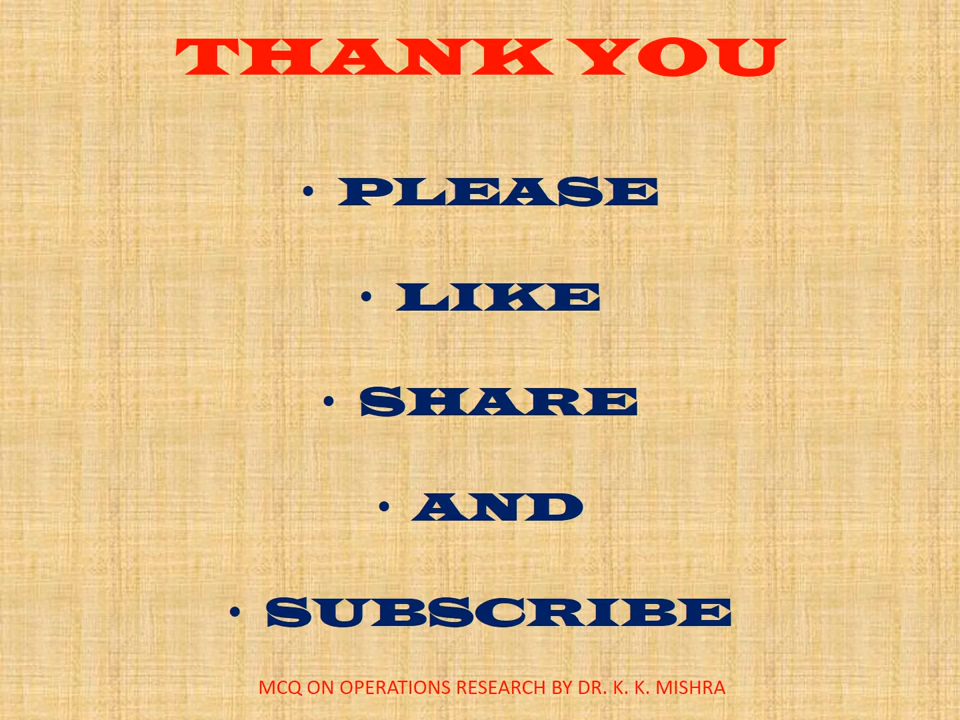 THANK YOU
• PLEASE
• LIKE
• SHARE
• AND
• SUBSCRIBE
MCQ ON OPERATIONS RESEARCH BY DR. K. K. MISHRA